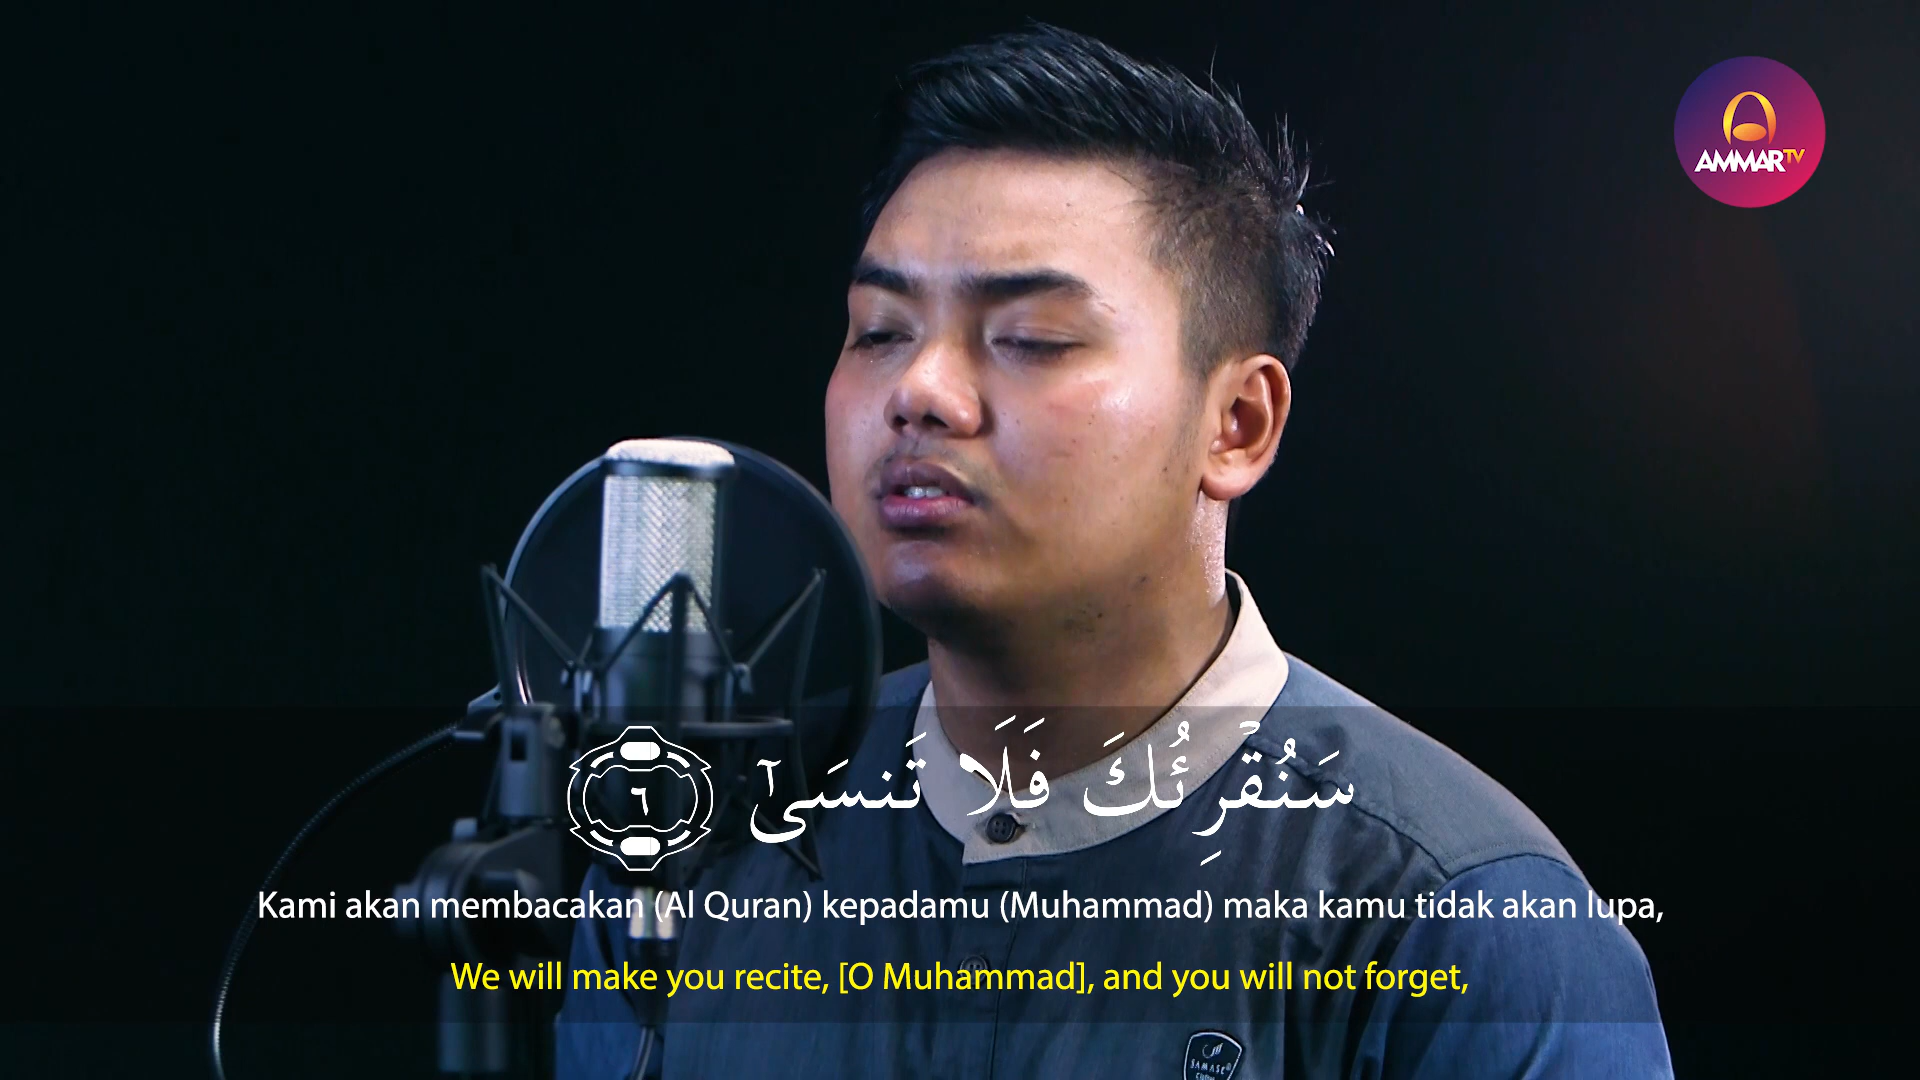 AMMARTV
سَنُقْرِئُكَ فَلَا تَنسَىٰٓ ٦
Kami akan membacakan (Al Quran) kepadamu (Muhammad) maka kamu tidak akan lupa,
We will make you recite, [O Muhammad], and you will not forget,
SAMASE